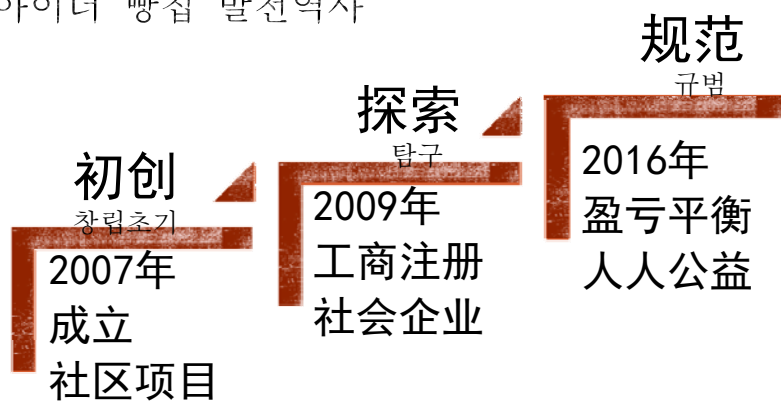 아이너 빵집 발전역사
初创
창립초기
2007年
成立
社区项目
探索
탐구
2009年
工商注册
社会企业
规范
규범
2016年
盈亏平衡
人人公益